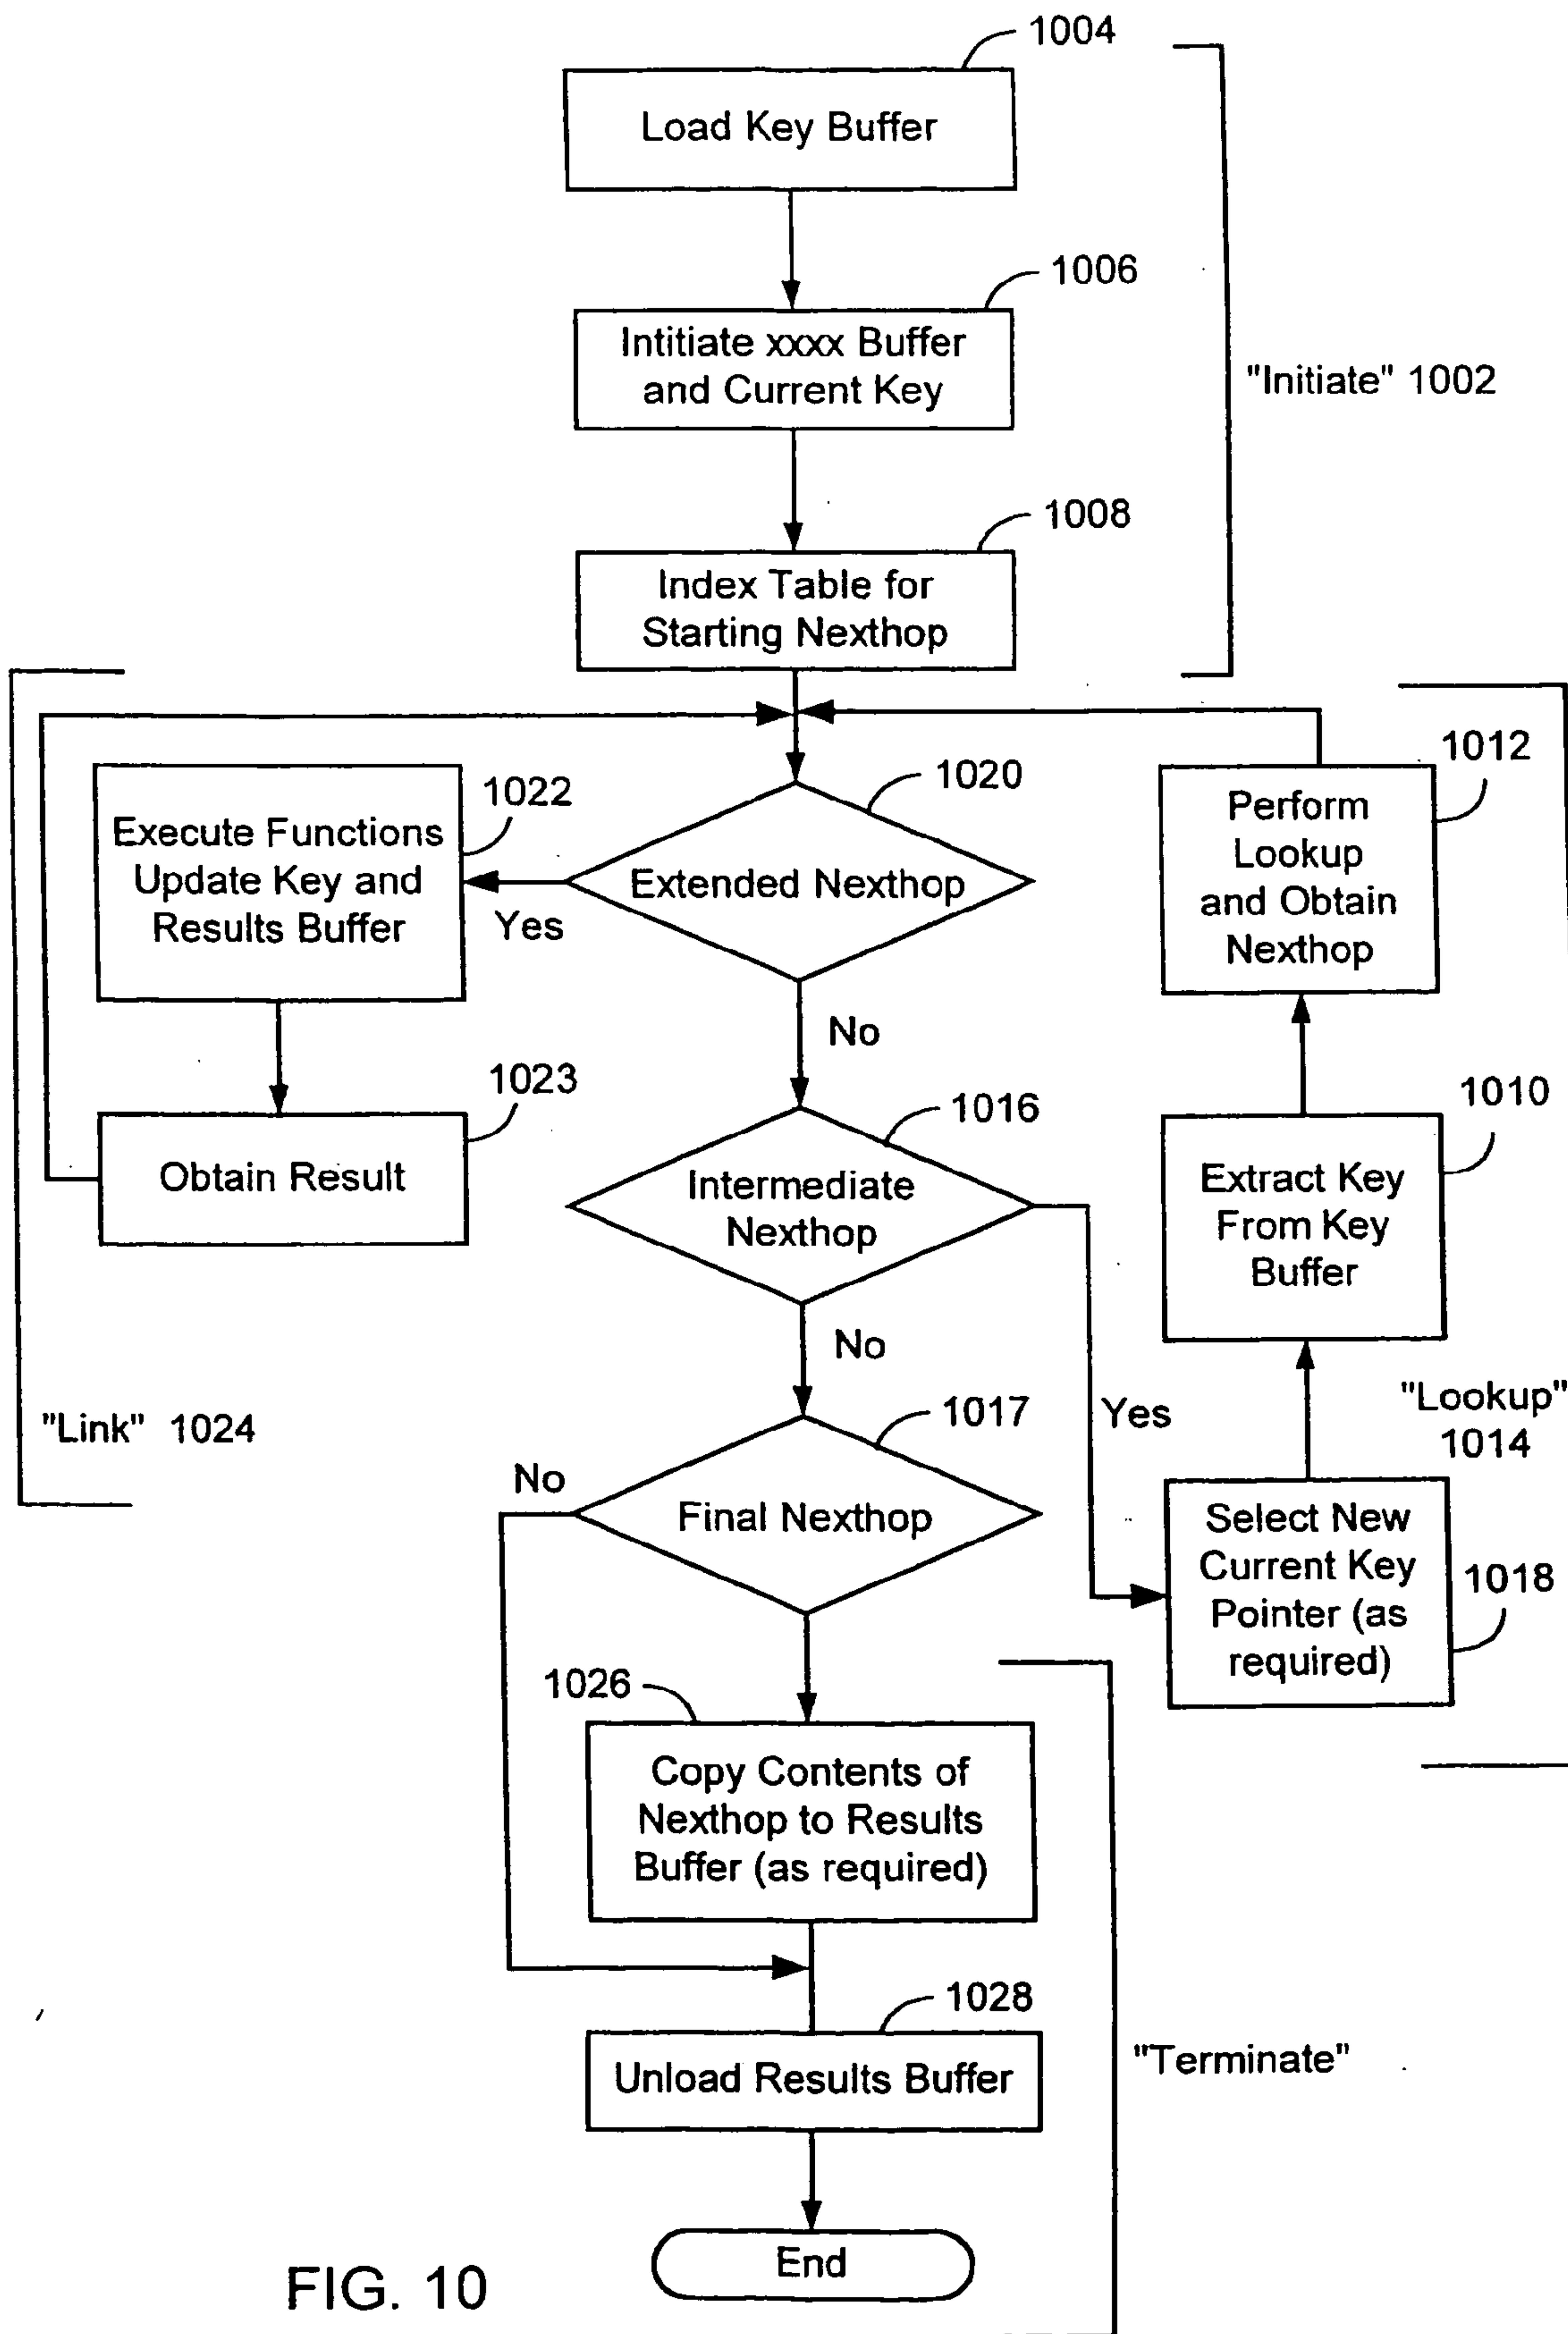 1004
Load Key Buffer
1006
Intitiate xxxx Buffer
and Current Key
"Initiate" 1002
1008
Index Table for
Starting Nexthop
1020
Extended Nexthop
Yes
No
1022
Execute Functions
Update Key and
Results Buffer
1023
Obtain Result
"Link" 1024
1012
Perform
Lookup
and Obtain
Nexthop
1010
Extract Key
From Key
Buffer
"Lookup"
1014
1016
Intermediate
Nexthop
Yes
No
Select New
Current Key
Pointer (as
required)
1018
1017
Final Nexthop
No
1026
Copy Contents of
Nexthop to Results
Buffer (as required)
1028
Unload Results Buffer
"Terminate"
End
FIG. 10